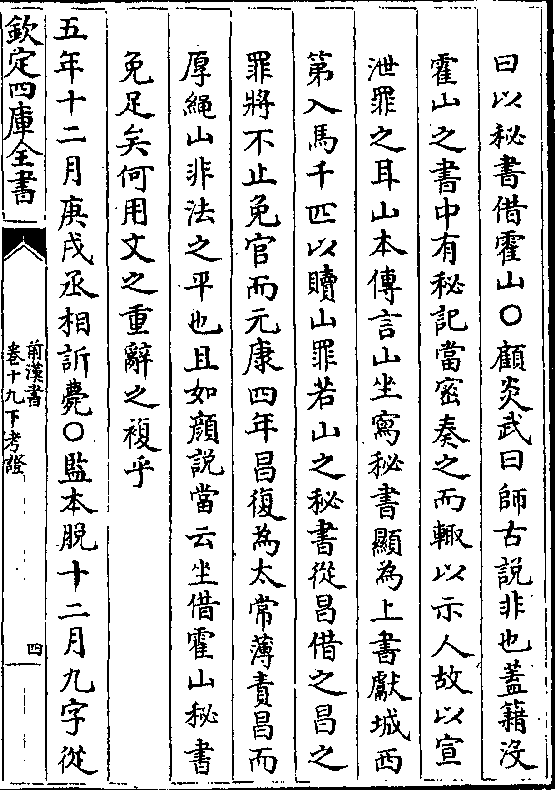 曰以秘書借霍山○顧炎武曰師古説非也葢籍沒
霍山之書中有秘記當密奏之而輙以示人故以宣
泄罪之耳山本傳言山坐寫秘書顯為上書獻城西
第入馬千匹以贖山罪若山之秘書從昌借之昌之
罪將不止免官而元康四年昌復為太常薄責昌而
厚繩山非法之平也且如顔説當云坐借霍山秘書
免足矣何用文之重辭之複乎
五年十二月庚戌丞相訢薨○監本脱十二月九字從
欽定四庫全書
前漢書
卷十九下考證
四